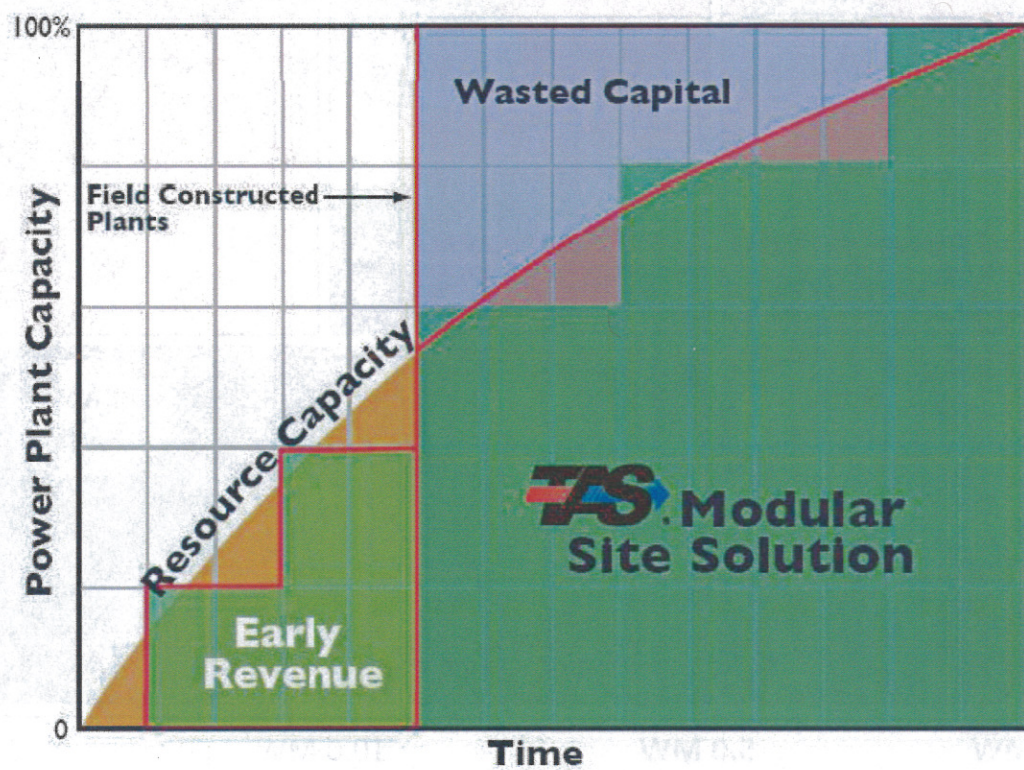 100%
Wasted Capital
Field Constructed
Plants
Power Plant Capacity
Resource Capacity
TAS Modular
Site Solution
Early
Revenue
0
Time